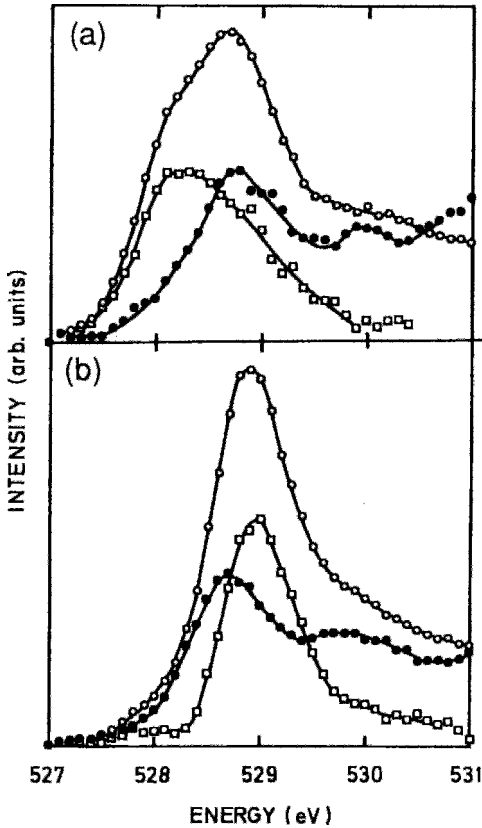 (a)
(b)
INTENSITY (arb. units)
527 528 529 530 531
ENERGY (eV)